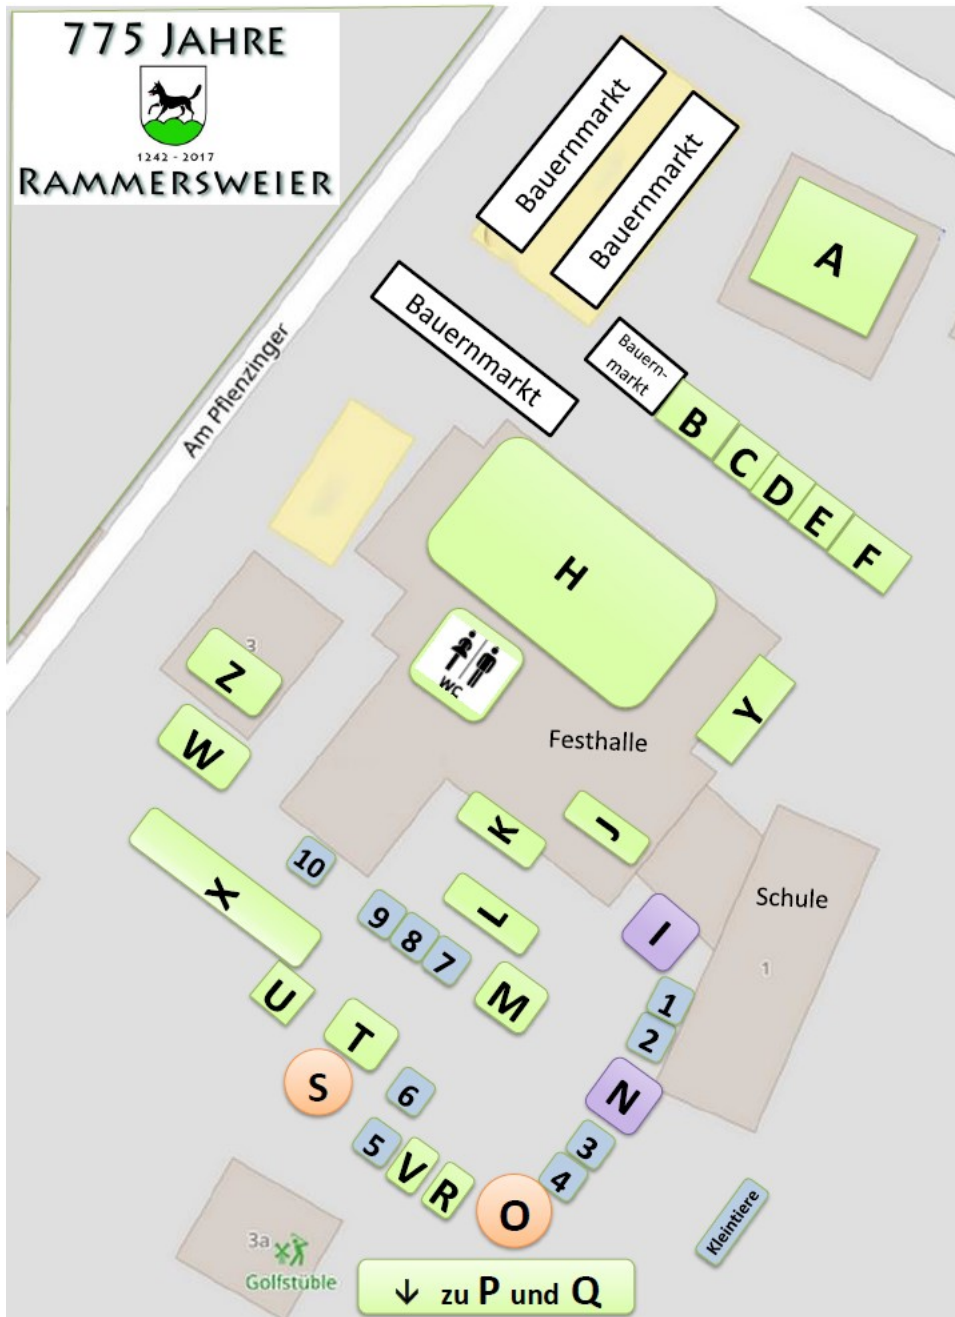 775 JAHRE
1242 - 2017
RAMMERSWEIER
Bauernmarkt
Bauernmarkt
A
Bauernmarkt
Bauern-
markt
Am Pflenzinger
B
C
D
E
F
H
WC
3
Z
W
Y
Festhalle
K
J
10
X
L
Schule
9
8
7
I
1
U
M
1
2
T
S
6
N
5
V
R
3
4
O
Kleintiere
3a
Golfstüble
↓ zu P und Q